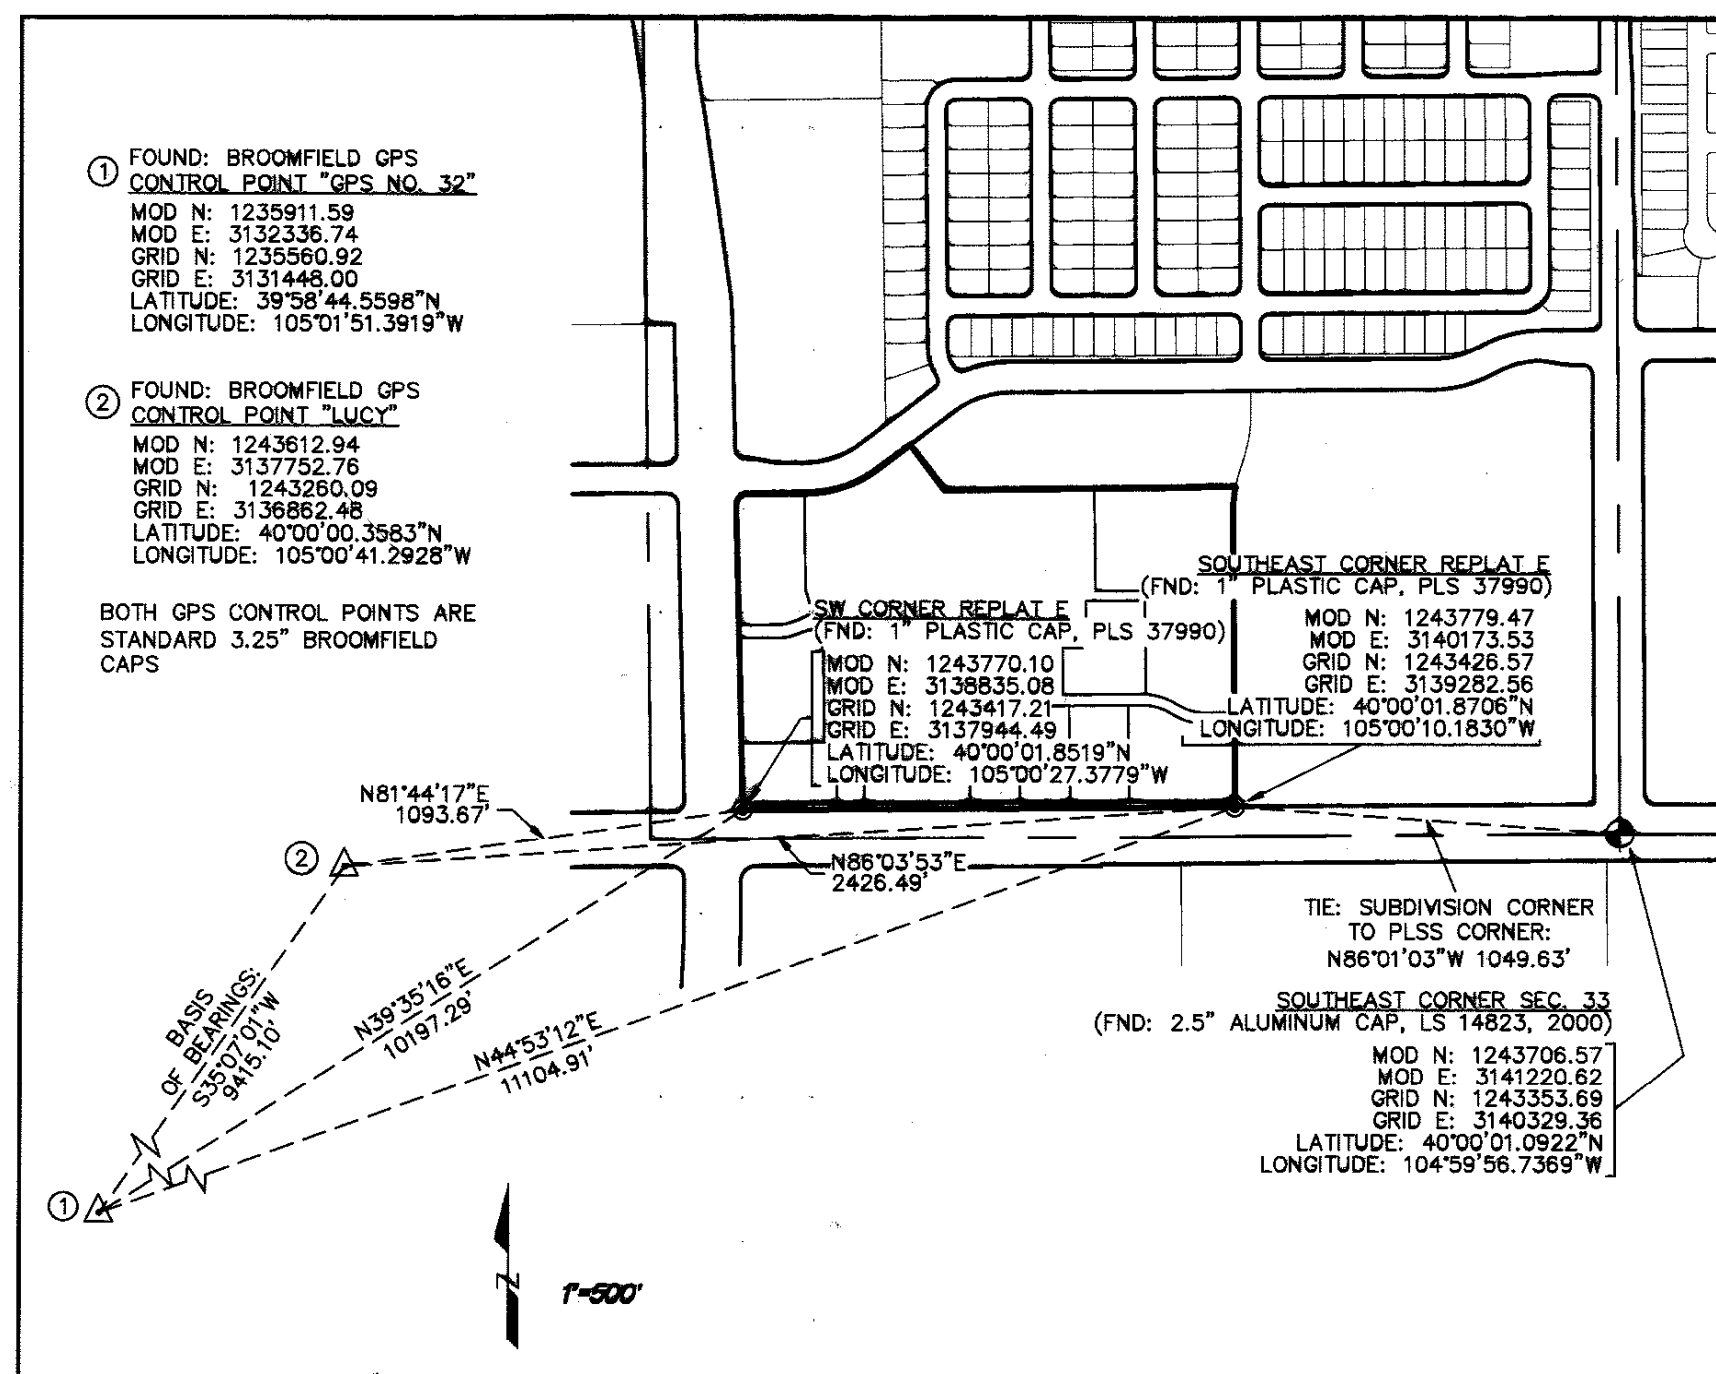 ① FOUND: BROOMFIELD GPS
CONTROL POINT "GPS NO. 32"
MOD N: 1235911.59
MOD E: 3132336.74
GRID N: 1235560.92
GRID E: 3131448.00
LATITUDE: 39°58'44.5598"N
LONGITUDE: 105°01'51.3919"W
② FOUND: BROOMFIELD GPS
CONTROL POINT "LUCY"
MOD N: 1243612.94
MOD E: 3137752.76
GRID N: 1243260.09
GRID E: 3136862.48
LATITUDE: 40°00'00.3583"N
LONGITUDE: 105°00'41.2928"W
BOTH GPS CONTROL POINTS ARE
STANDARD 3.25" BROOMFIELD
CAPS
SOUTHEAST CORNER REPLAT E
(FND: 1" PLASTIC CAP, PLS 37990)
MOD N: 1243779.47
MOD E: 3140173.53
GRID N: 1243426.57
GRID E: 3139282.56
LATITUDE: 40°00'01.8706"N
LONGITUDE: 105°00'10.1830"W
SW CORNER REPLAT E
(FND: 1" PLASTIC CAP, PLS 37990)
MOD N: 1243770.10
MOD E: 3138835.08
GRID N: 1243417.21
GRID E: 3137944.49
LATITUDE: 40°00'01.8519"N
LONGITUDE: 105°00'27.3779"W
N81°44'17"E
1093.67'
②
N86°03'53"E
2426.49'
TIE: SUBDIVISION CORNER
TO PLSS CORNER:
N86°01'03"W 1049.63'
SOUTHEAST CORNER SEC. 33
(FND: 2.5" ALUMINUM CAP, LS 14823, 2000)
MOD N: 1243706.57
MOD E: 3141220.62
GRID N: 1243353.69
GRID E: 3140329.36
LATITUDE: 40°00'01.0922"N
LONGITUDE: 104°59'56.7369"W
BASIS
OF BEARINGS:
S35°07'01"W
9415.10'
N39°35'16"E
10197.29'
N44°53'12"E
11104.91'
①
N
1"=500'